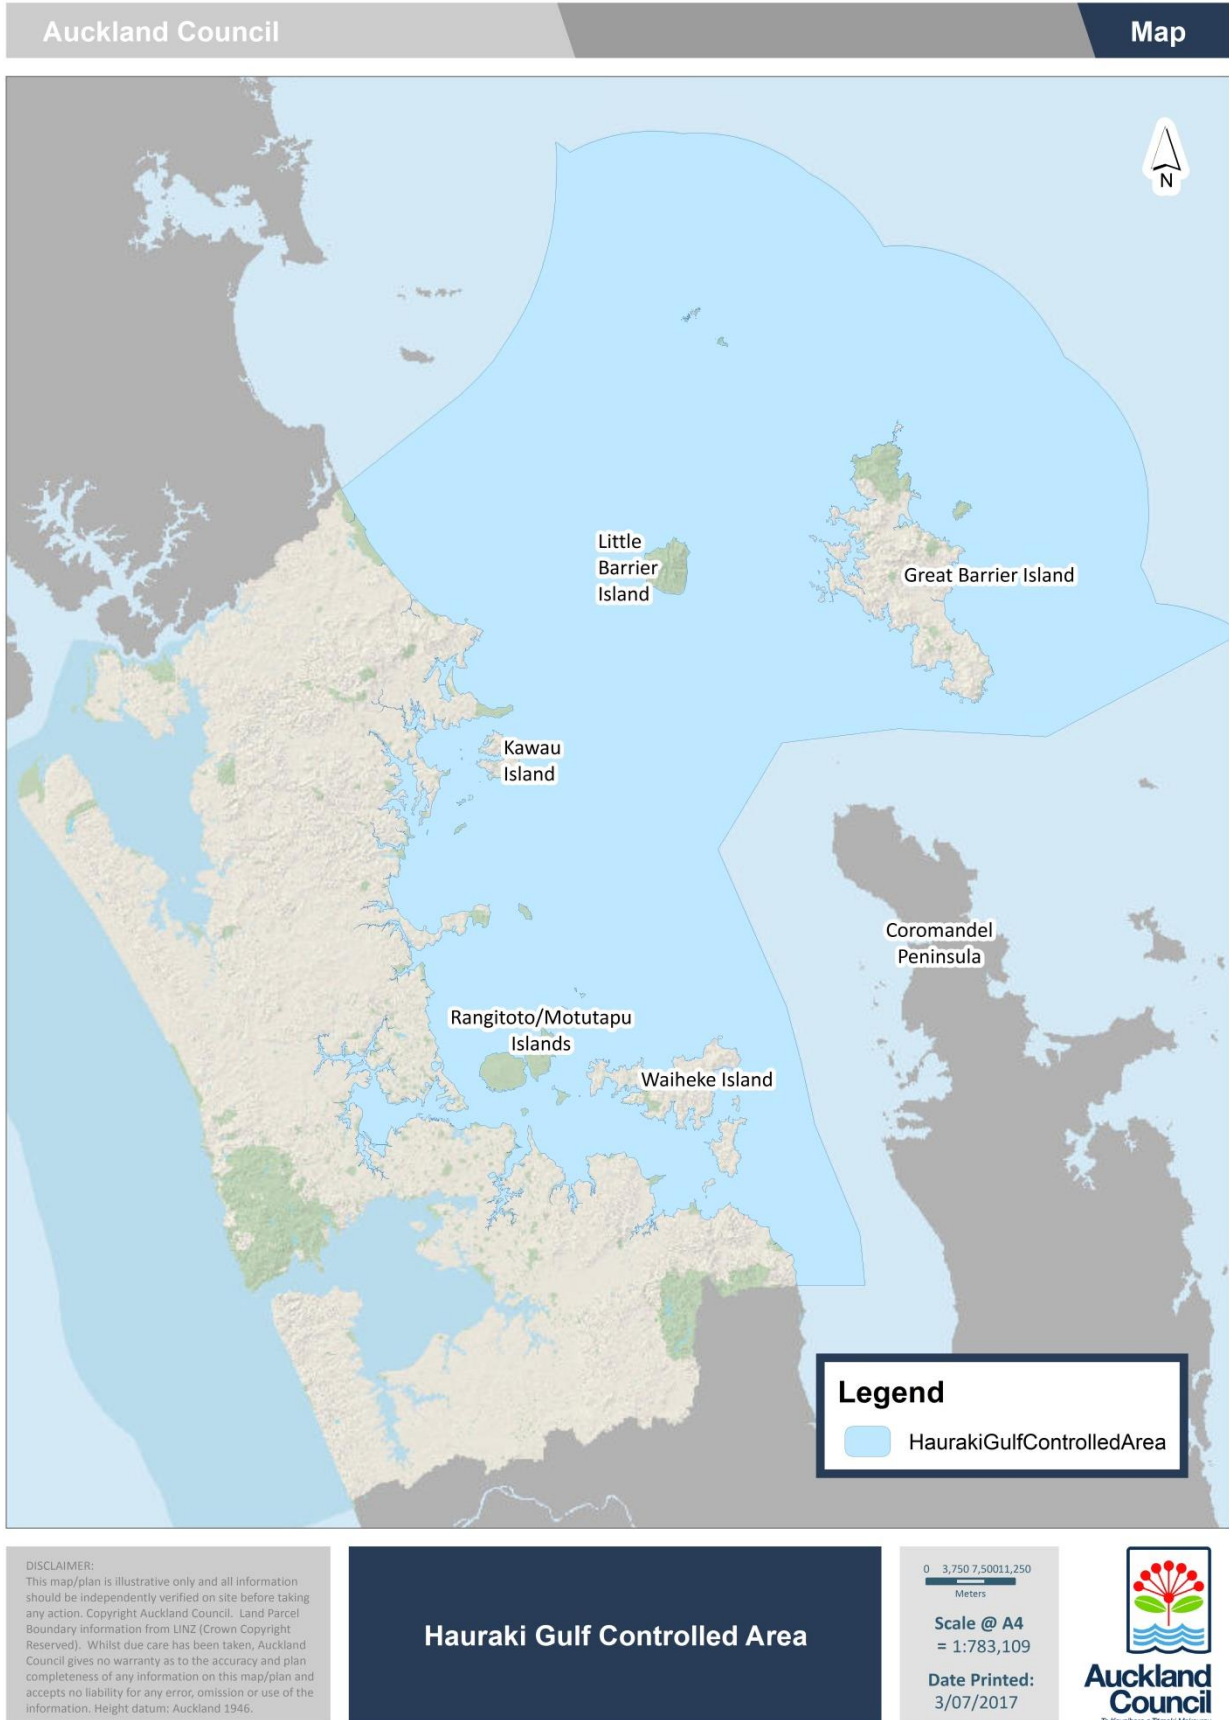 Auckland Council
Map
N
Little
Barrier
Island
Great Barrier Island
Kawau
Island
Coromandel
Peninsula
Rangitoto/Motutapu
Islands
Waiheke Island
Legend
HaurakiGulfControlledArea
DISCLAIMER:
This map/plan is illustrative only and all information
should be independently verified on site before taking
any action. Copyright Auckland Council. Land Parcel
Boundary information from LINZ (Crown Copyright
Reserved). Whilst due care has been taken, Auckland
Council gives no warranty as to the accuracy and plan
completeness of any information on this map/plan and
accepts no liability for any error, omission or use of the
information. Height datum: Auckland 1946.
Hauraki Gulf Controlled Area
0 3,750 7,50011,250
Meters
Scale @ A4
= 1:783,109
Date Printed:
3/07/2017
Auckland
Council